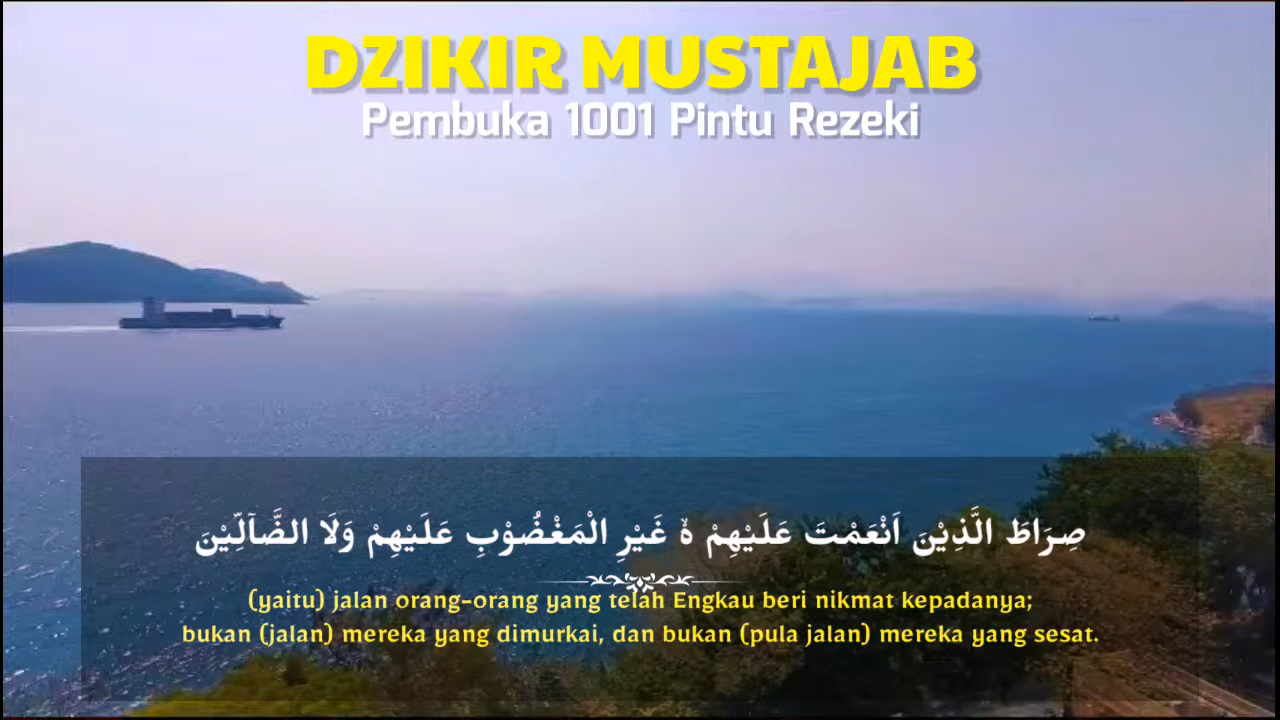 DZIKIR MUSTAJAB
Pembuka 1001 Pintu Rezeki
صِرَاطَ الَّذِيْنَ اَنْعَمْتَ عَلَيْهِمْ ەۙ غَيْرِ الْمَغْضُوْبِ عَلَيْهِمْ وَلَا الضَّاۤلِّيْنَ
(yaitu) jalan orang-orang yang telah Engkau beri nikmat kepadanya;
bukan (jalan) mereka yang dimurkai, dan bukan (pula jalan) mereka yang sesat.